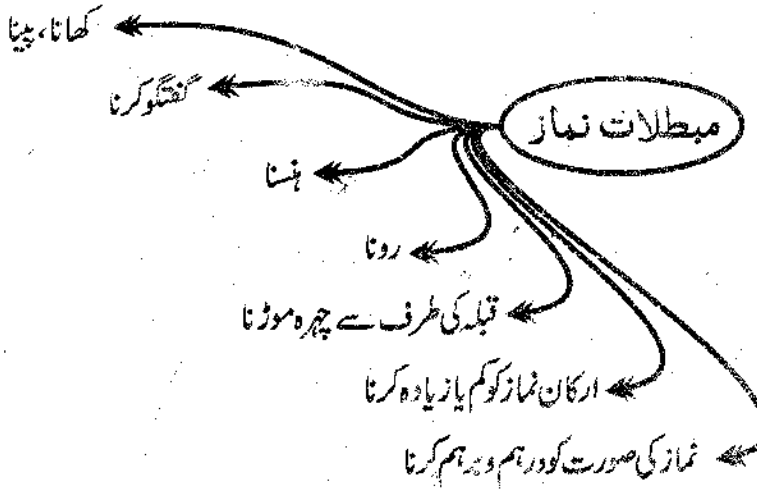 مبطلات نماز
کھانا، پینا
گفتگو کرنا
ہنسنا
رونا
قبلہ کی طرف سے چہرہ موڑنا
ارکان نماز کو کم یا زیادہ کرنا
نماز کی صورت کو درہم و برہم کرنا